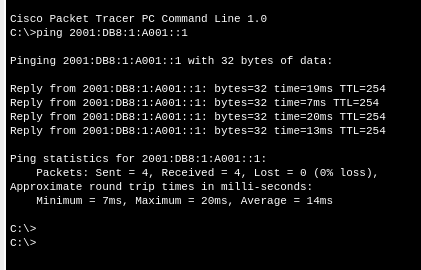 Cisco Packet Tracer PC Command Line 1.0
C:\>ping 2001:DB8:1:A001::1
Pinging 2001:DB8:1:A001::1 with 32 bytes of data:
Reply from 2001:DB8:1:A001::1: bytes=32 time=19ms TTL=254
Reply from 2001:DB8:1:A001::1: bytes=32 time=7ms TTL=254
Reply from 2001:DB8:1:A001::1: bytes=32 time=20ms TTL=254
Reply from 2001:DB8:1:A001::1: bytes=32 time=13ms TTL=254
Ping statistics for 2001:DB8:1:A001::1:
    Packets: Sent = 4, Received = 4, Lost = 0 (0% loss),
Approximate round trip times in milli-seconds:
    Minimum = 7ms, Maximum = 20ms, Average = 14ms
C:\>
C:\>